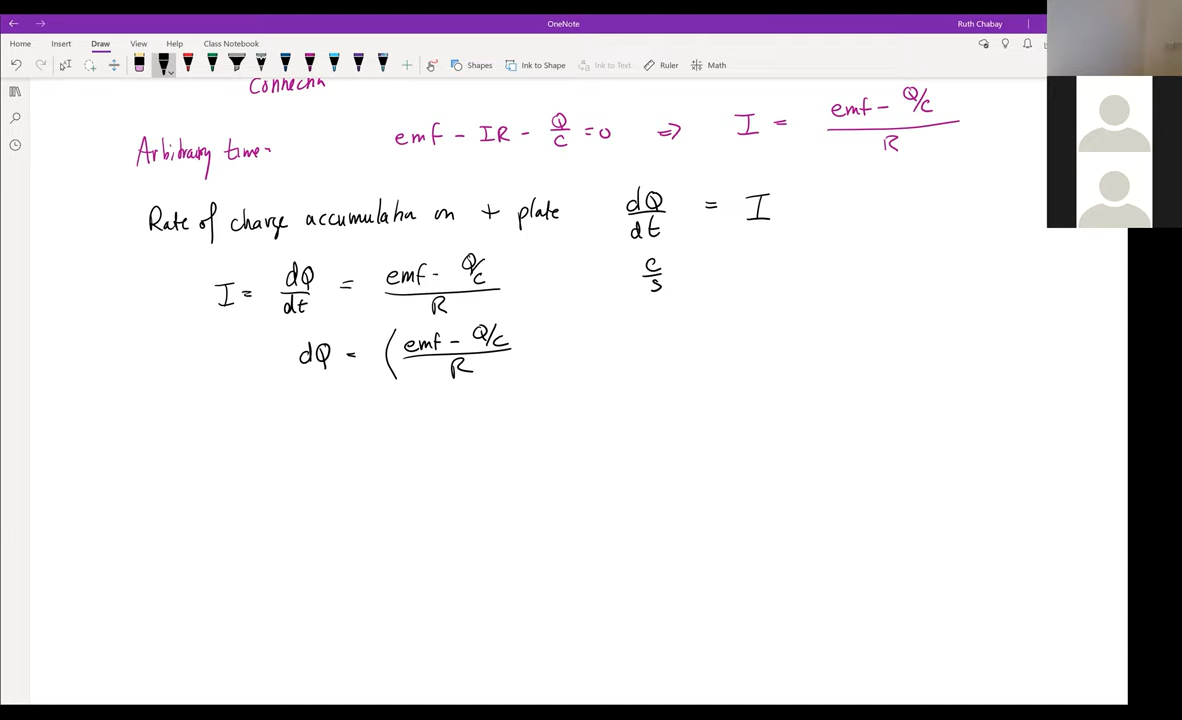 OneNote
Ruth Chabay
Home Insert Draw View Help Class Notebook
Shapes Ink to Shape Ink to Text Ruler Math
Arbitrary time-
emf - IR - Q/C = 0 ⇒ I = (emf - Q/C)/R
Rate of charge accumulation on + plate dQ/dt = I
C/s
I = dQ/dt = (emf - Q/C)/R
dQ = ( (emf - Q/C)/R